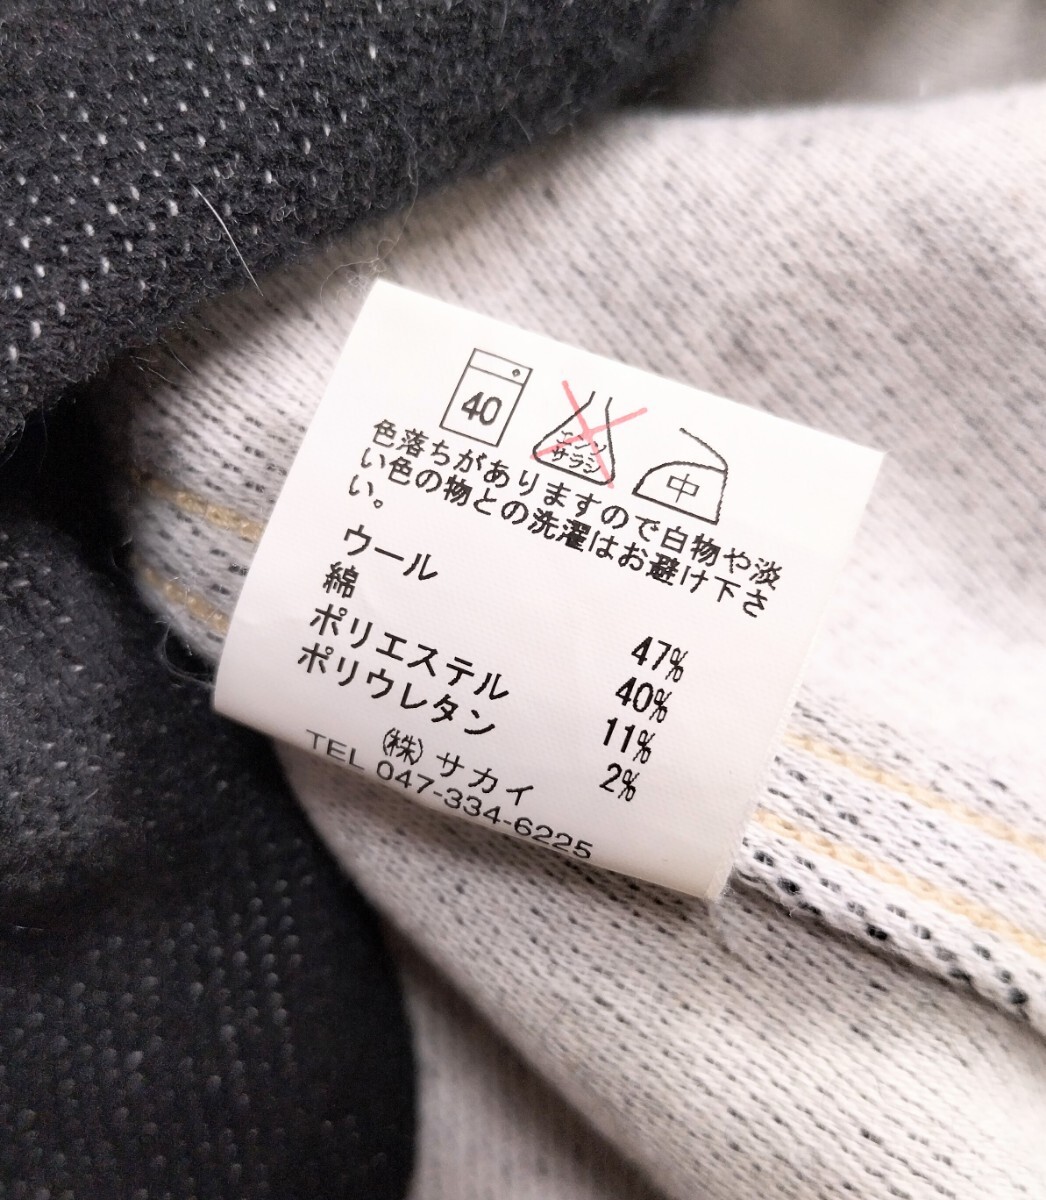 40
エンソ
サラシ
中
色落ちがありますので白物や淡
い色の物との洗濯はお避け下さ
い。
ウール 47%
綿 40%
ポリエステル 11%
ポリウレタン 2%
(株)サカイ
TEL 047-334-6225